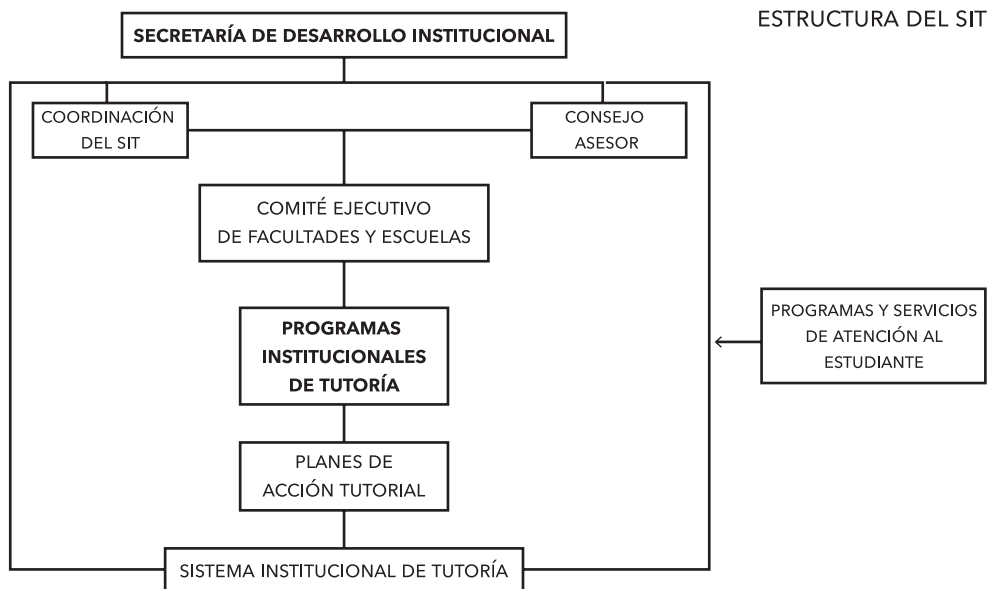 ESTRUCTURA DEL SIT
SECRETARÍA DE DESARROLLO INSTITUCIONAL
COORDINACIÓN
DEL SIT
CONSEJO
ASESOR
COMITÉ EJECUTIVO
DE FACULTADES Y ESCUELAS
PROGRAMAS
INSTITUCIONALES
DE TUTORÍA
PROGRAMAS Y SERVICIOS
DE ATENCIÓN AL
ESTUDIANTE
PLANES DE
ACCIÓN TUTORIAL
SISTEMA INSTITUCIONAL DE TUTORÍA